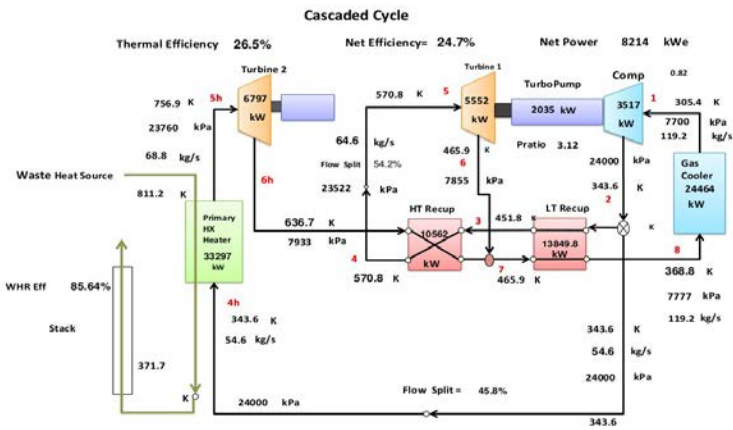 Cascaded Cycle
Thermal Efficiency 26.5% Net Efficiency= 24.7% Net Power 8214 kWe
Turbine 2
Turbine 1
5h
6797
kW
756.9 K
23760 kPa
68.8 kg/s
Waste Heat Source
811.2 K
570.8 K
5
5552
kW
TurboPump
2035 kW
Comp
0.82
3517
kW
1
305.4 K
7700 kPa
119.2 kg/s
Pratio 3.12
64.6
kg/s
Flow Split 54.2%
23522 kPa
465.9 K
6
7855
kPa
24000
kPa
343.6 K
2
Gas
Cooler
24464
kW
6h
Primary
HX
Heater
33297
kW
636.7 K
7933 kPa
HT Recup
10562
kW
3
451.8 K
LT Recup
13849.8
kW
K
4
570.8 K
7
465.9 K
8
368.8 K
7777
kPa
119.2 kg/s
WHR Eff 85.64%
Stack
371.7
K
4h
343.6 K
54.6 kg/s
343.6 K
54.6
kg/s
24000
kPa
24000 kPa
Flow Split = 45.8%
343.6